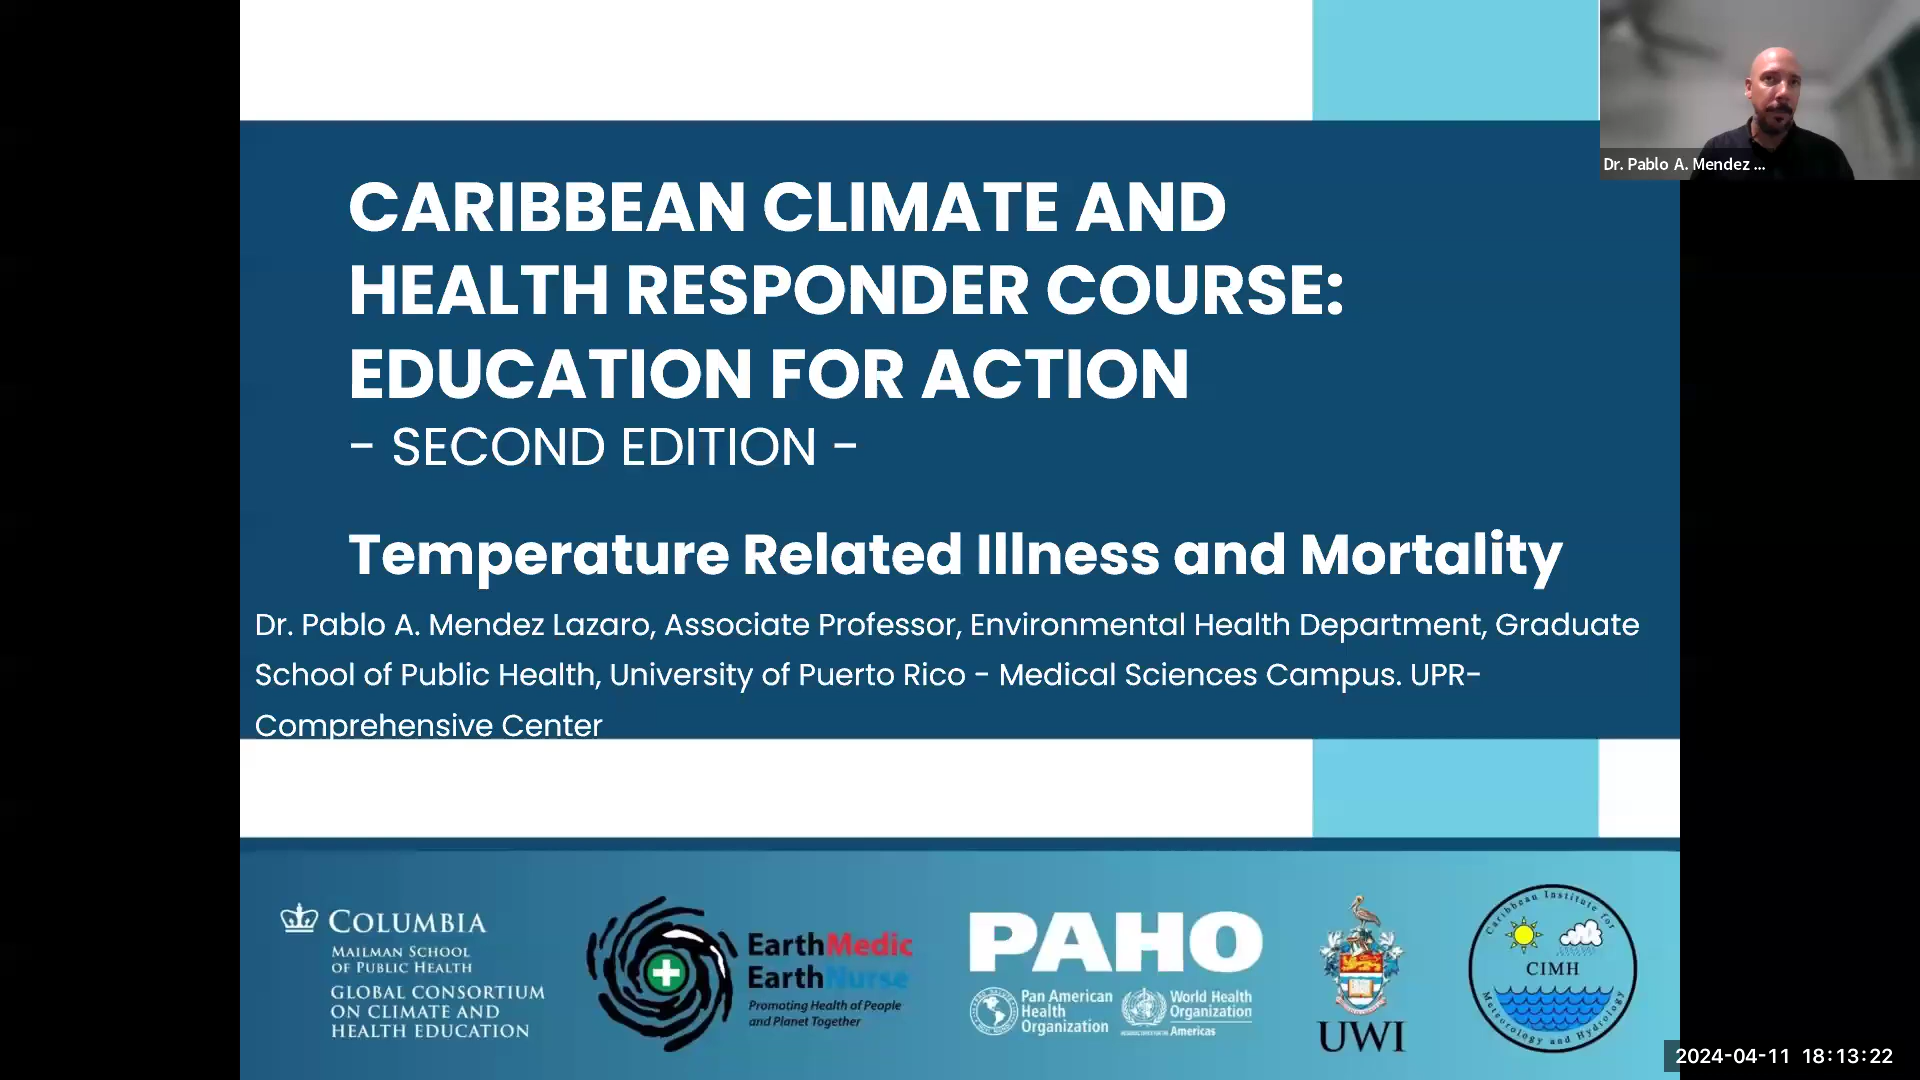 Dr. Pablo A. Mendez ...
CARIBBEAN CLIMATE AND
HEALTH RESPONDER COURSE:
EDUCATION FOR ACTION
- SECOND EDITION -
Temperature Related Illness and Mortality
Dr. Pablo A. Mendez Lazaro, Associate Professor, Environmental Health Department, Graduate
School of Public Health, University of Puerto Rico - Medical Sciences Campus. UPR-
Comprehensive Center
COLUMBIA
MAILMAN SCHOOL
OF PUBLIC HEALTH
GLOBAL CONSORTIUM
ON CLIMATE AND
HEALTH EDUCATION
EarthMedic
EarthNurse
Promoting Health of People
and Planet Together
PAHO
Pan American
Health
Organization
World Health
Organization
Americas
UWI
Caribbean Institute for
CIMH
Meteorology and Hydrology
2024-04-11 18:13:22